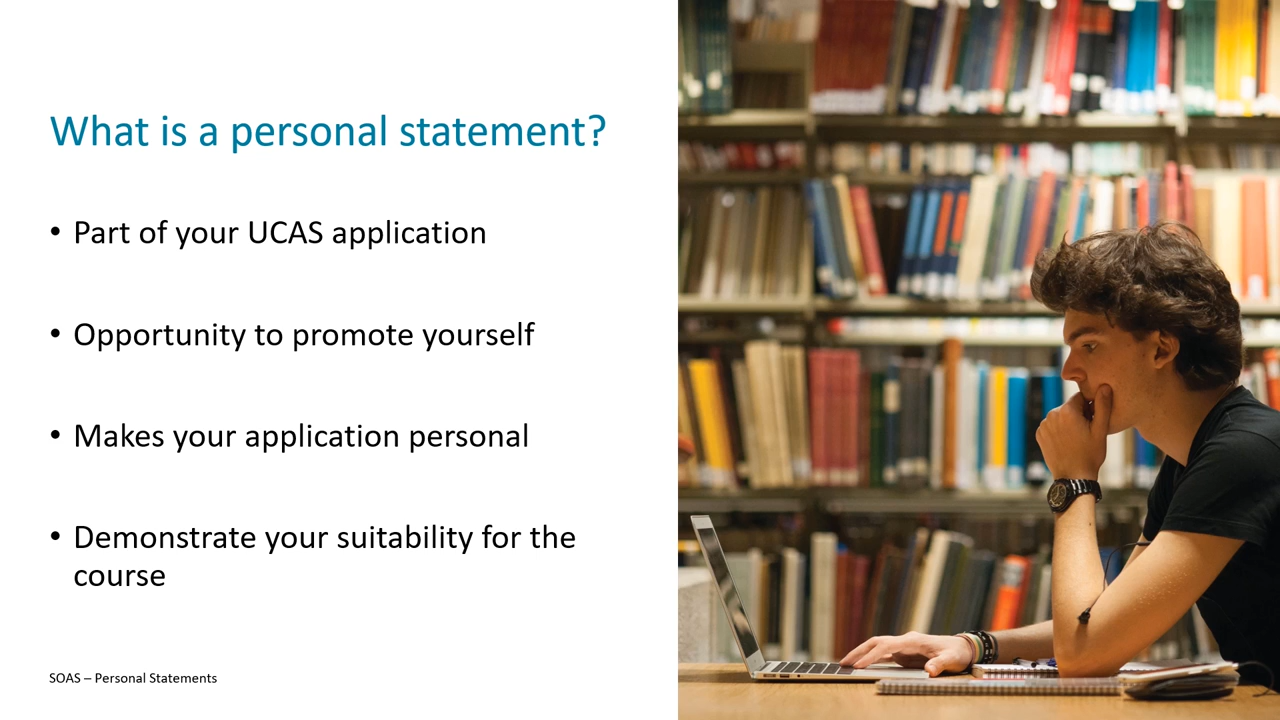 What is a personal statement?
• Part of your UCAS application
• Opportunity to promote yourself
• Makes your application personal
• Demonstrate your suitability for the
course
SOAS – Personal Statements